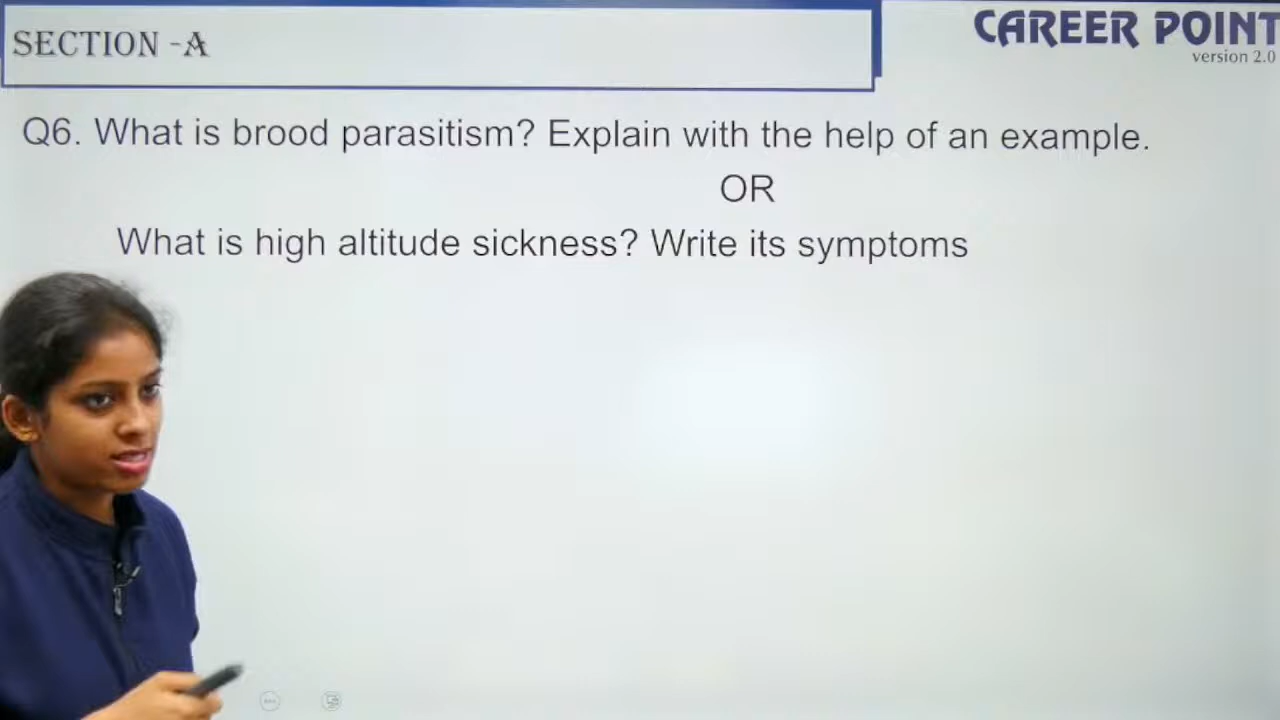 SECTION -A
CAREER POINT
version 2.0
Q6. What is brood parasitism? Explain with the help of an example.
OR
What is high altitude sickness? Write its symptoms